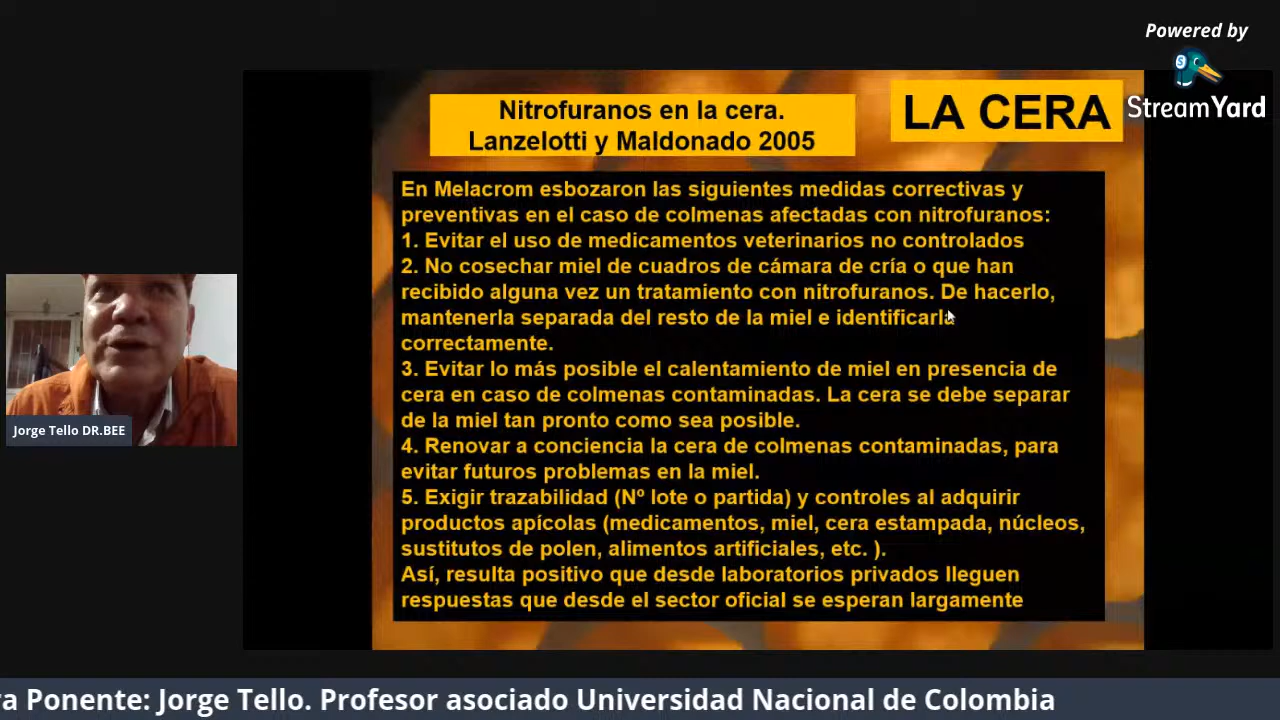 Powered by
StreamYard
LA CERA
Nitrofuranos en la cera.
Lanzelotti y Maldonado 2005
En Melacrom esbozaron las siguientes medidas correctivas y
preventivas en el caso de colmenas afectadas con nitrofuranos:
1. Evitar el uso de medicamentos veterinarios no controlados
2. No cosechar miel de cuadros de cámara de cría o que han
recibido alguna vez un tratamiento con nitrofuranos. De hacerlo,
mantenerla separada del resto de la miel e identificarla
correctamente.
3. Evitar lo más posible el calentamiento de miel en presencia de
cera en caso de colmenas contaminadas. La cera se debe separar
de la miel tan pronto como sea posible.
4. Renovar a conciencia la cera de colmenas contaminadas, para
evitar futuros problemas en la miel.
5. Exigir trazabilidad (Nº lote o partida) y controles al adquirir
productos apícolas (medicamentos, miel, cera estampada, núcleos,
sustitutos de polen, alimentos artificiales, etc. ).
Así, resulta positivo que desde laboratorios privados lleguen
respuestas que desde el sector oficial se esperan largamente
Jorge Tello DR.BEE
a Ponente: Jorge Tello. Profesor asociado Universidad Nacional de Colombia